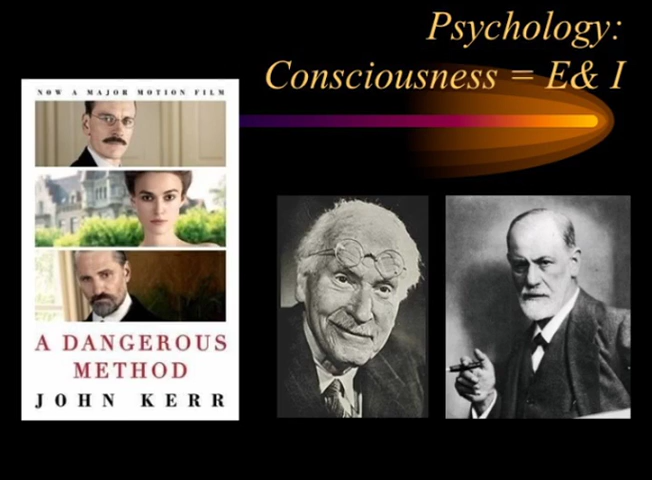 Psychology:
Consciousness = E& I
NOW A MAJOR MOTION FILM
A DANGEROUS
METHOD
JOHN KERR